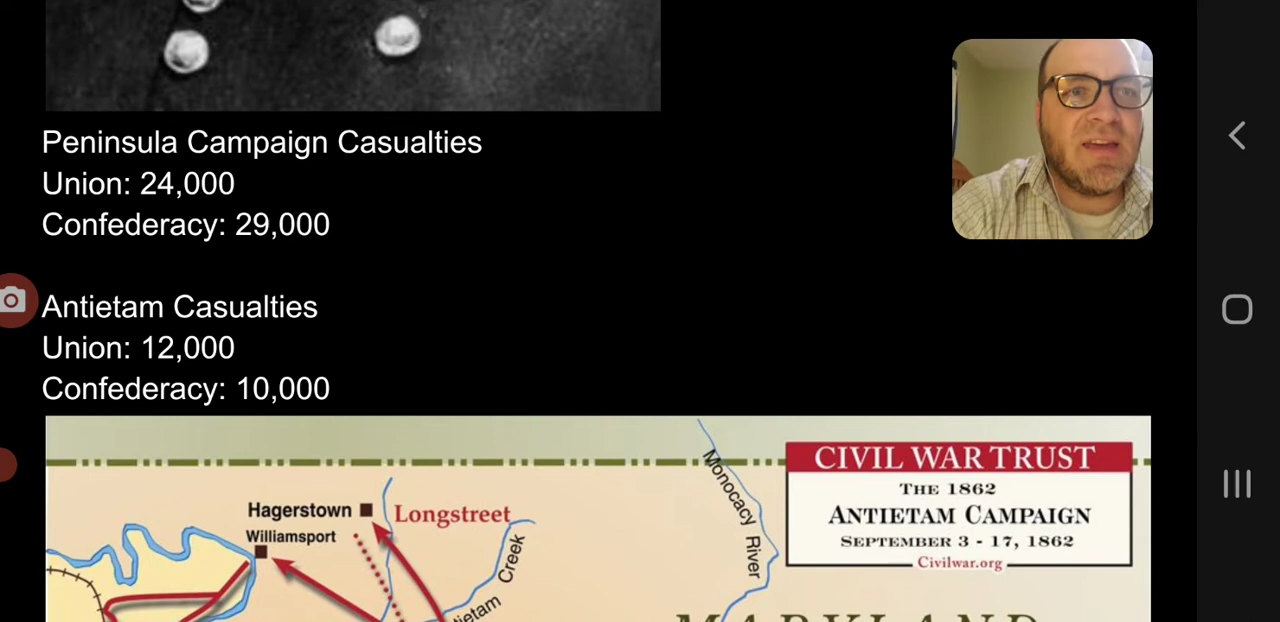 Peninsula Campaign Casualties
Union: 24,000
Confederacy: 29,000
Antietam Casualties
Union: 12,000
Confederacy: 10,000
CIVIL WAR TRUST
THE 1862
ANTIETAM CAMPAIGN
SEPTEMBER 3 - 17, 1862
Civilwar.org
Monocacy River
Hagerstown
Longstreet
Williamsport
Creek
MARYLAND